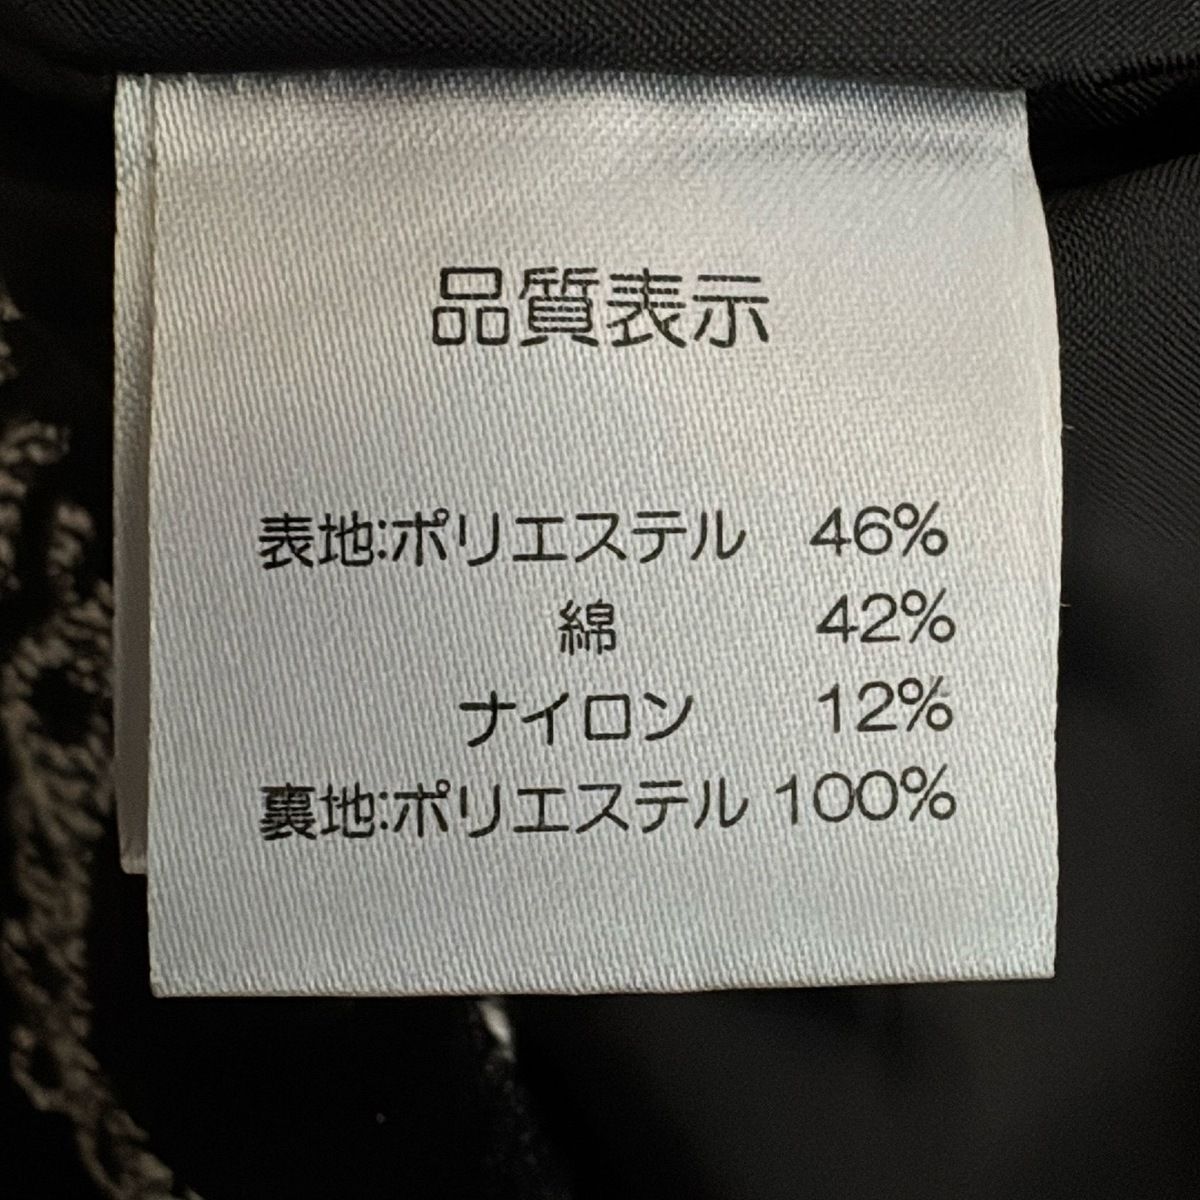 品質表示
表地:ポリエステル 46%
綿 42%
ナイロン 12%
裏地:ポリエステル 100%